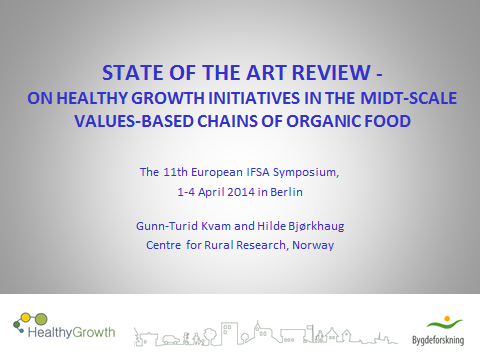 STATE OF THE ART REVIEW -
ON HEALTHY GROWTH INITIATIVES IN THE MIDT-SCALE
VALUES-BASED CHAINS OF ORGANIC FOOD
The 11th European IFSA Symposium,
1-4 April 2014 in Berlin
Gunn-Turid Kvam and Hilde Bjørkhaug
Centre for Rural Research, Norway
HealthyGrowth
Bygdeforskning